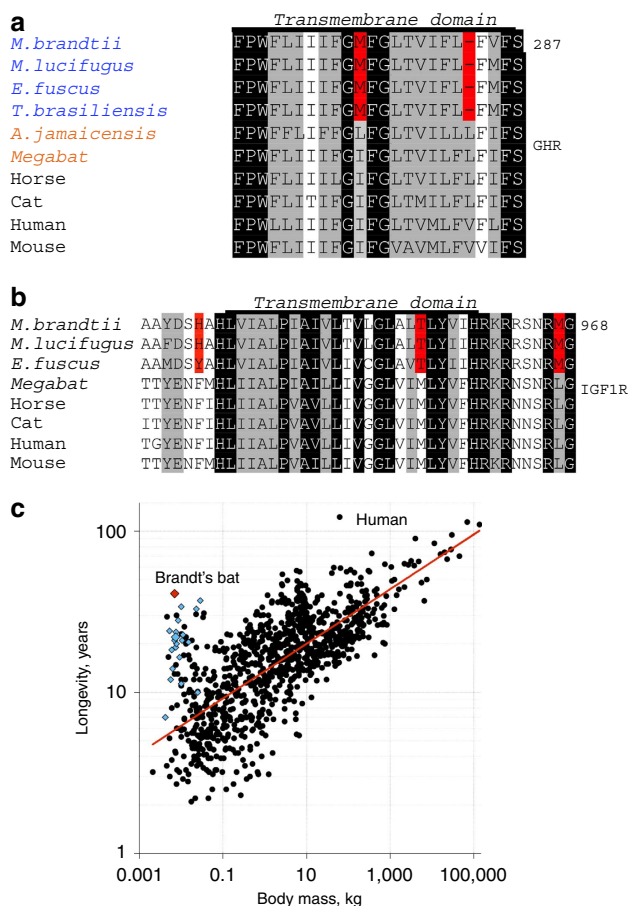 a
Transmembrane domain
M.brandtii FPWFLIIIFGMFGLTVIFL-FVFS 287
M.lucifugus FPWFLIIIFGMFGLTVIFL-FMFS
E.fuscus FPWFLIIIFGMFGLTVIFL-FMFS
T.brasiliensis FPWFLIIIFGMFGLTVIFL-FMFS
A.jamaicensis FPWFFLIFFGLFGLTVILLLFIFS
GHR
Megabat FPWFLIIIFGIFGLTVILFLFIFS
Horse FPWFLIIIFGIFGLTVILFLFIFS
Cat FPWFLITIFGIFGLTMILFLFLFS
Human FPWLLIIIFGIFGLTVMLFVFLFS
Mouse FPWFLIIIFGIFGVAVMLFVVIFS
b
Transmembrane domain
M.brandtii AAYDSHAHLVIALPIAIVLTVLGLALTLYVIHRKRRSNRMG 968
M.lucifugus AAFDSHAHLVIALPIAIVLTVLGLALTLYIIHRKRRSNRMG
E.fuscus AAMDSYAHLVIALPIAIVLIVCGLAVTLYVIHRKRRSNRMG
Megabat TTYENFMHLIIALPVAILLIVGGLVIMLYVFHRKRNNSRLG
IGF1R
Horse TTYENFIHLIIALPVAVLLIVGGLVIMLYVFHRKRNNSRLG
Cat ITYENFIHLIIALPVAVLLIVGGLVIMLYVFHRKRNNSRLG
Human TGYENFIHLIIALPVAVLLIVGGLVIMLYVFHRKRNNSRLG
Mouse TTYENFMHLIIALPVAILLIVGGLVIMLYVFHRKRNNSRLG
c
Human
100
Brandt's bat
Longevity, years
10
1
0.001 0.1 10 1,000 100,000
Body mass, kg